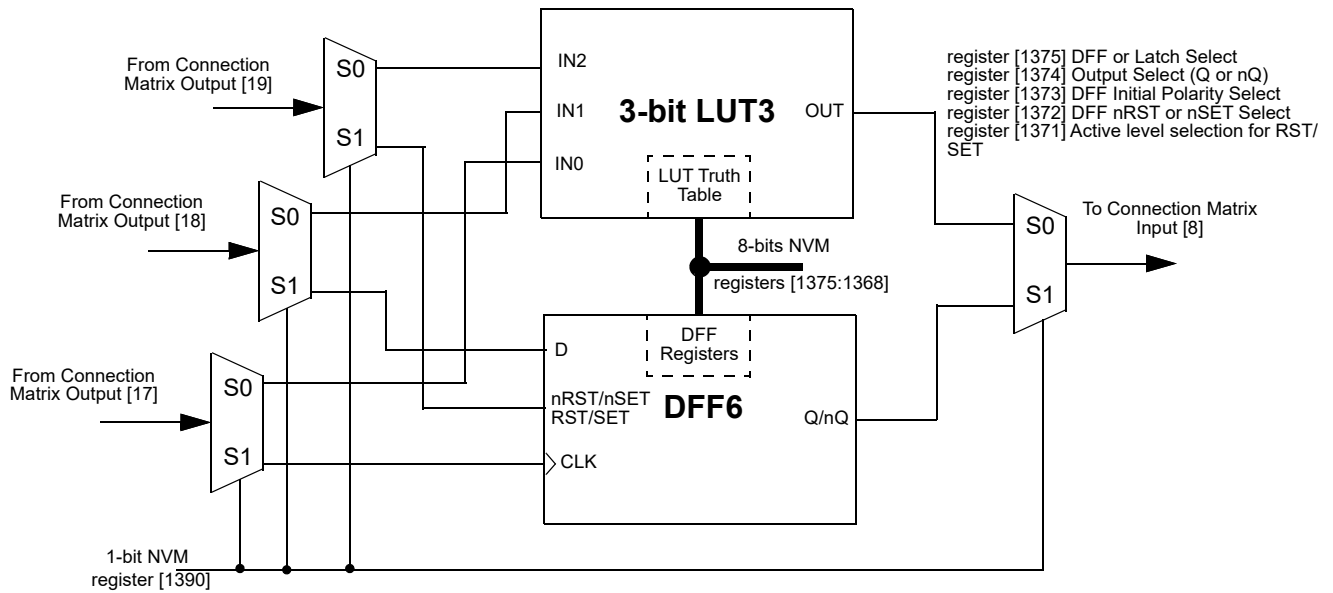 From Connection
Matrix Output [19]
S0
S1
IN2
IN1
IN0
3-bit LUT3
OUT
LUT Truth
Table
register [1375] DFF or Latch Select
register [1374] Output Select (Q or nQ)
register [1373] DFF Initial Polarity Select
register [1372] DFF nRST or nSET Select
register [1371] Active level selection for RST/
SET
From Connection
Matrix Output [18]
S0
S1
8-bits NVM
registers [1375:1368]
S0
S1
To Connection Matrix
Input [8]
From Connection
Matrix Output [17]
S0
S1
D
nRST/nSET
RST/SET
CLK
DFF
Registers
DFF6
Q/nQ
1-bit NVM
register [1390]